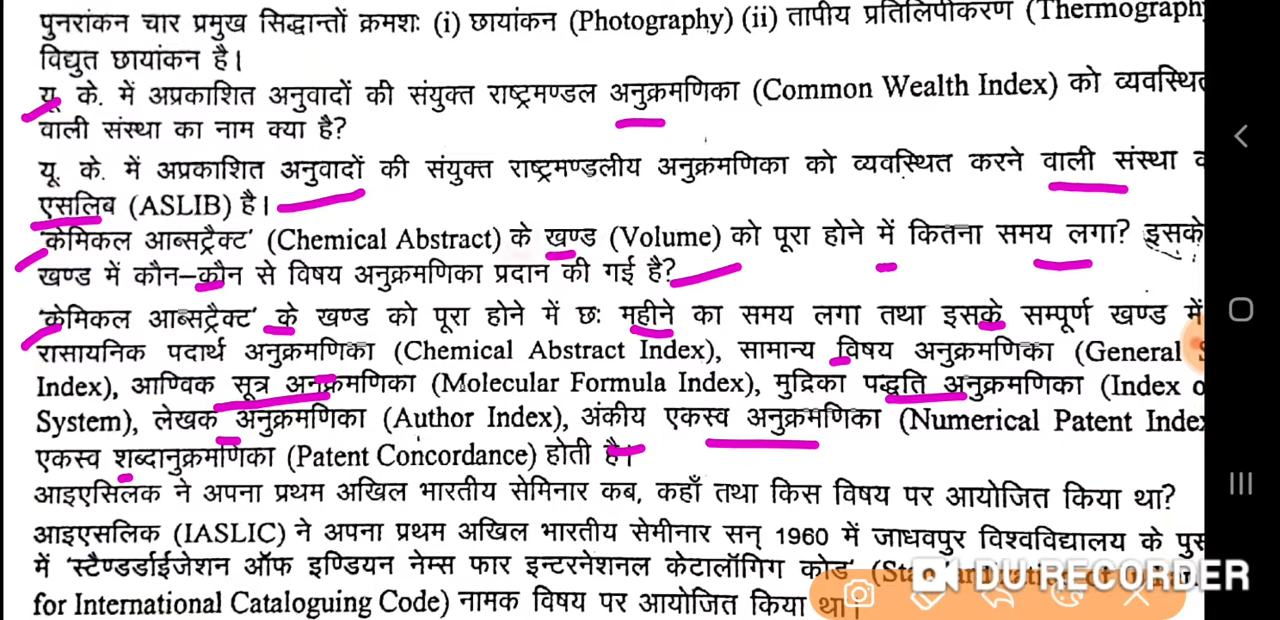 पुनरांकन चार प्रमुख सिद्धान्तों क्रमशः (i) छायांकन (Photography) (ii) तापीय प्रतिलिपीकरण (Thermography
विद्युत छायांकन है।
यू. के. में अप्रकाशित अनुवादों की संयुक्त राष्ट्रमण्डल अनुक्रमणिका (Common Wealth Index) को व्यवस्थित
वाली संस्था का नाम क्या है?
यू. के. में अप्रकाशित अनुवादों की संयुक्त राष्ट्रमण्डलीय अनुक्रमणिका को व्यवस्थित करने वाली संस्था
एसलिब (ASLIB) है।
'केमिकल आब्सट्रैक्ट' (Chemical Abstract) के खण्ड (Volume) को पूरा होने में कितना समय लगा? इसके
खण्ड में कौन-कौन से विषय अनुक्रमणिका प्रदान की गई है?
'केमिकल आब्सट्रैक्ट' के खण्ड को पूरा होने में छः महीने का समय लगा तथा इसके सम्पूर्ण खण्ड में
रासायनिक पदार्थ अनुक्रमणिका (Chemical Abstract Index), सामान्य विषय अनुक्रमणिका (General
Index), आण्विक सूत्र अनुक्रमणिका (Molecular Formula Index), मुद्रिका पद्धति अनुक्रमणिका (Index
System), लेखक अनुक्रमणिका (Author Index), अंकीय एकस्व अनुक्रमणिका (Numerical Patent Index
एकस्व शब्दानुक्रमणिका (Patent Concordance) होती है।
आइएसिलक ने अपना प्रथम अखिल भारतीय सेमिनार कब, कहाँ तथा किस विषय पर आयोजित किया था?
आइएसलिक (IASLIC) ने अपना प्रथम अखिल भारतीय सेमीनार सन् 1960 में जाधवपुर विश्वविद्यालय के
में 'स्टैण्डर्डाईजेशन ऑफ इण्डियन नेम्स फार इन्टरनेशनल केटालॉगिग कोड'
for International Cataloguing Code) नामक विषय पर आयोजित किया था।
DU RECORDER